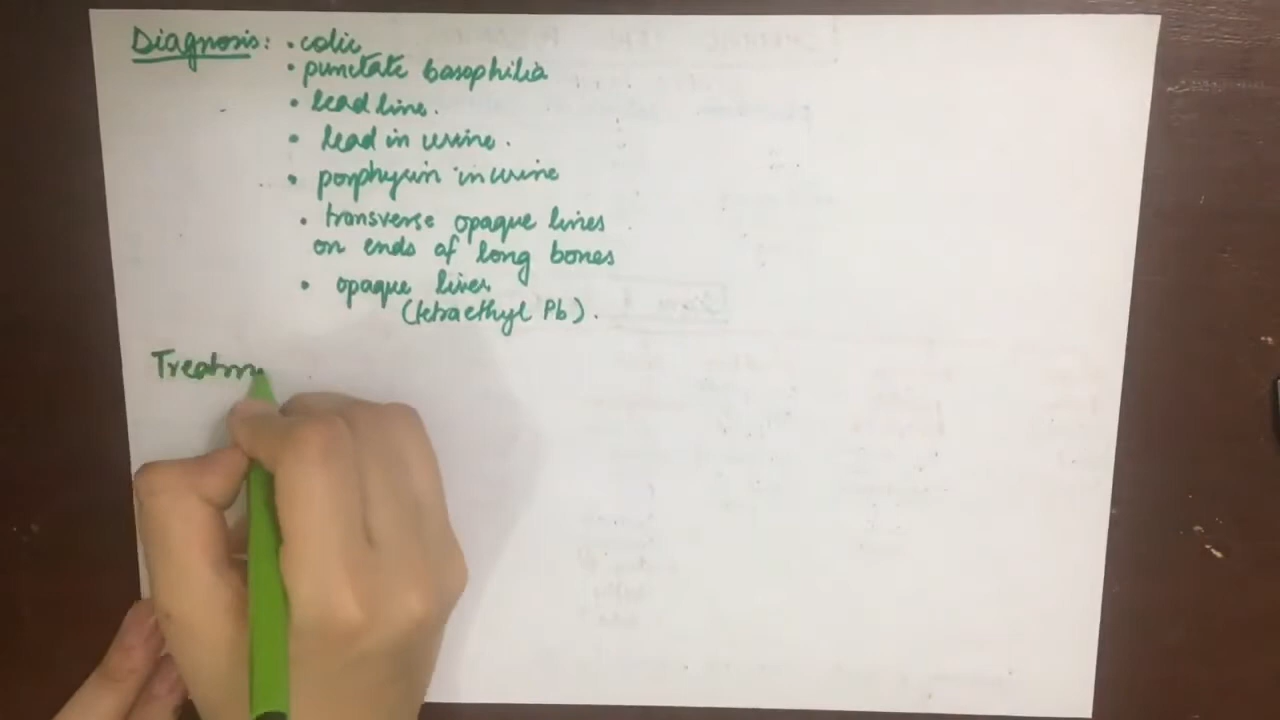 Diagnosis: • colic
• punctate basophilia
• lead line.
• lead in urine.
• porphyrin in urine
• transverse opaque lines
on ends of long bones
• opaque liver
(tetraethyl Pb).
Treatm